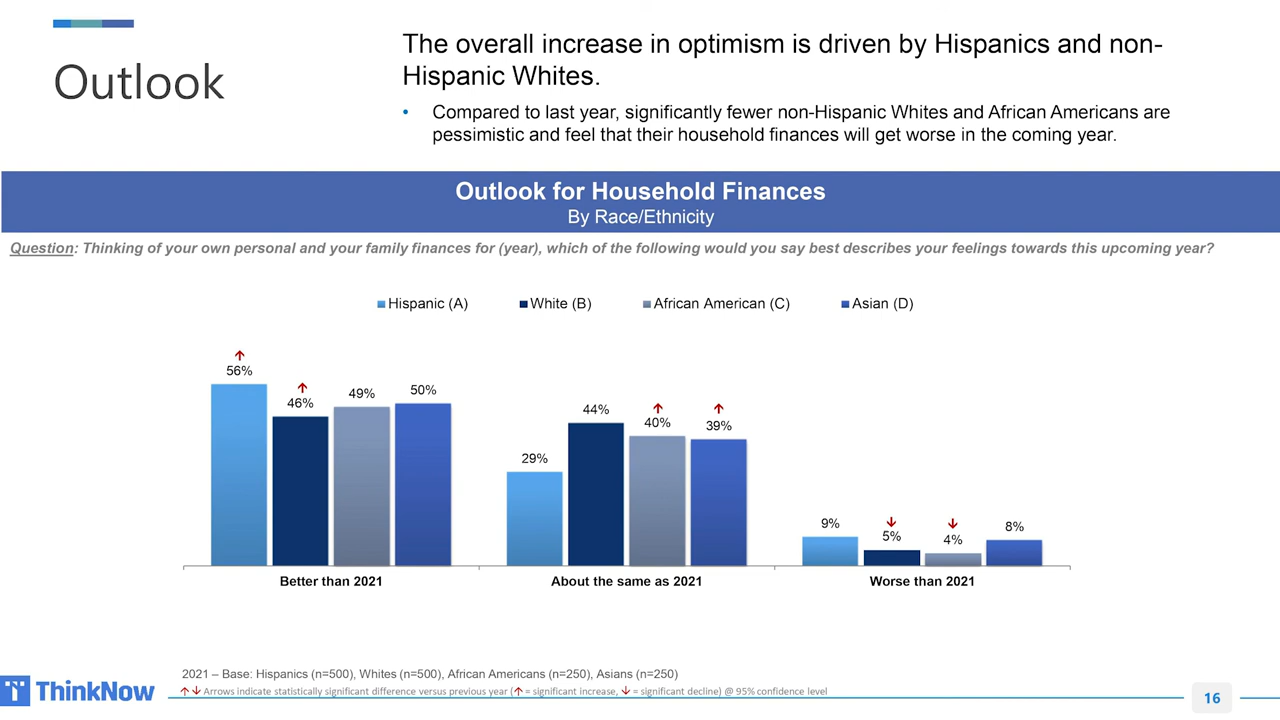 Outlook
The overall increase in optimism is driven by Hispanics and non-
Hispanic Whites.
• Compared to last year, significantly fewer non-Hispanic Whites and African Americans are
pessimistic and feel that their household finances will get worse in the coming year.
Outlook for Household Finances
By Race/Ethnicity
Question: Thinking of your own personal and your family finances for (year), which of the following would you say best describes your feelings towards this upcoming year?
Hispanic (A) White (B) African American (C) Asian (D)
↑ 56%
↑ 46%
49%
50%
29%
44%
↑ 40%
↑ 39%
9%
↓ 5%
↓ 4%
8%
Better than 2021 About the same as 2021 Worse than 2021
2021 – Base: Hispanics (n=500), Whites (n=500), African Americans (n=250), Asians (n=250)
↑↓ Arrows indicate statistically significant difference versus previous year (↑ = significant increase, ↓ = significant decline) @ 95% confidence level
ThinkNow
16